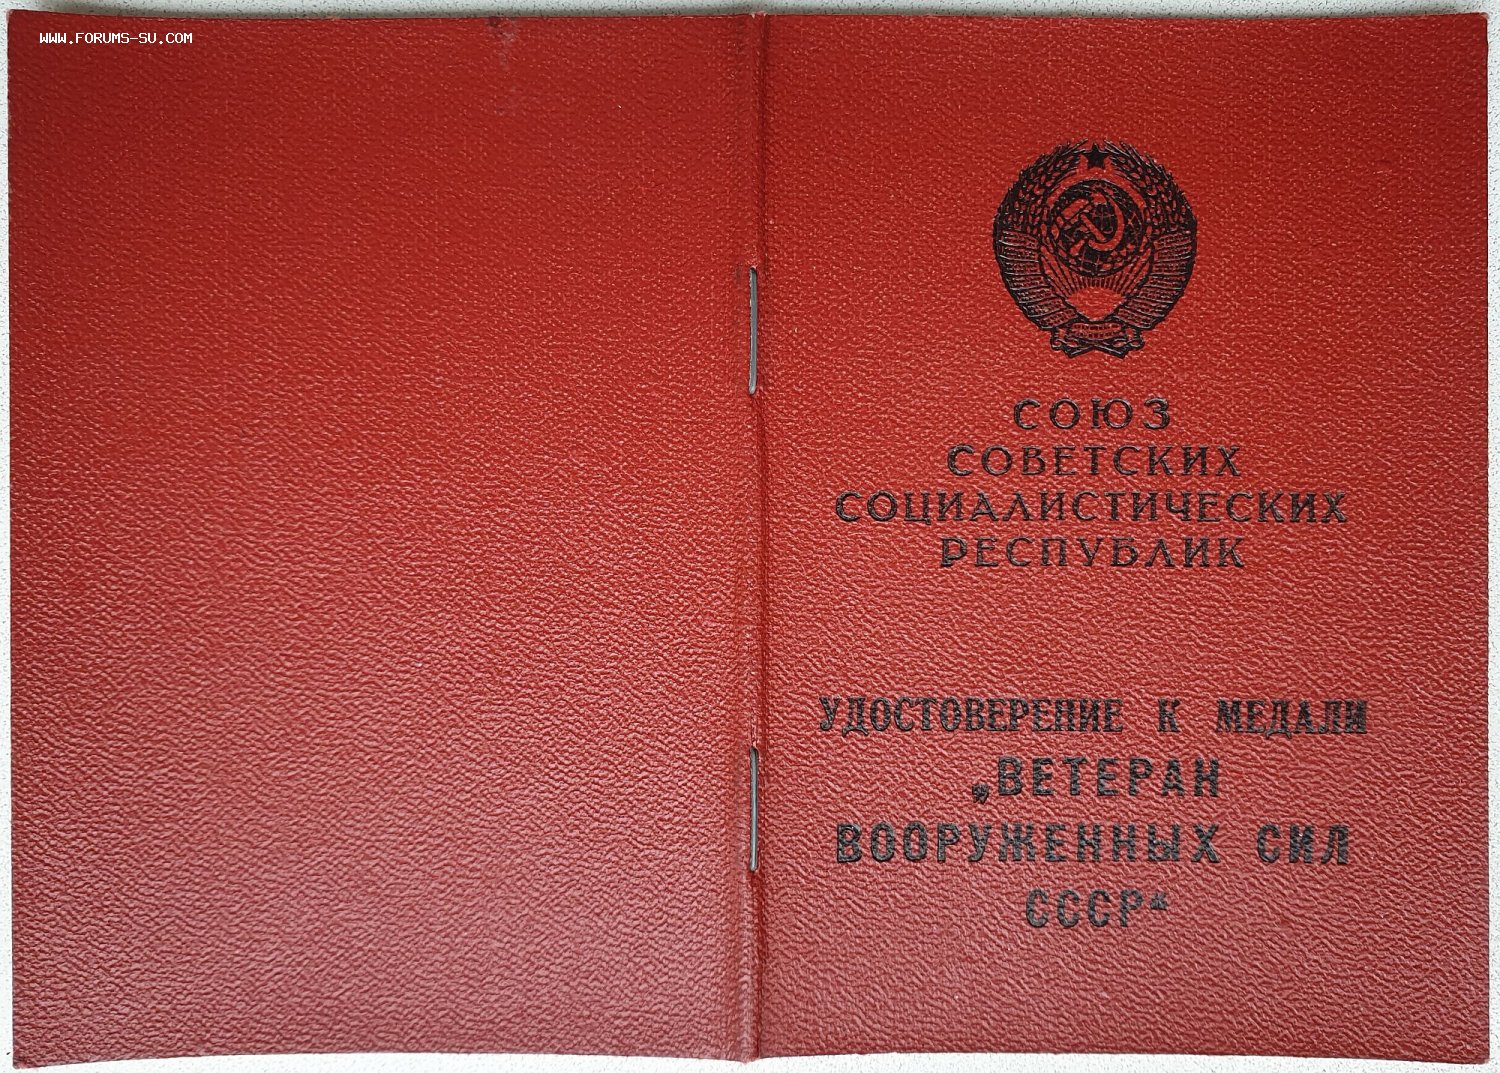 WWW.FORUMS-SU.COM
СОЮЗ
СОВЕТСКИХ
СОЦИАЛИСТИЧЕСКИХ
РЕСПУБЛИК
УДОСТОВЕРЕНИЕ К МЕДАЛИ
„ВЕТЕРАН
ВООРУЖЕННЫХ СИЛ
СССР“